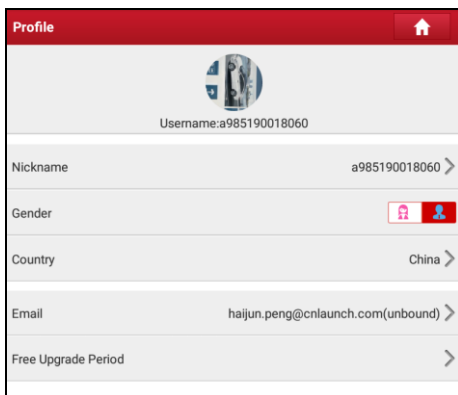 Profile
Username:a985190018060
Nickname a985190018060
Gender
Country China
Email haijun.peng@cnlaunch.com(unbound)
Free Upgrade Period